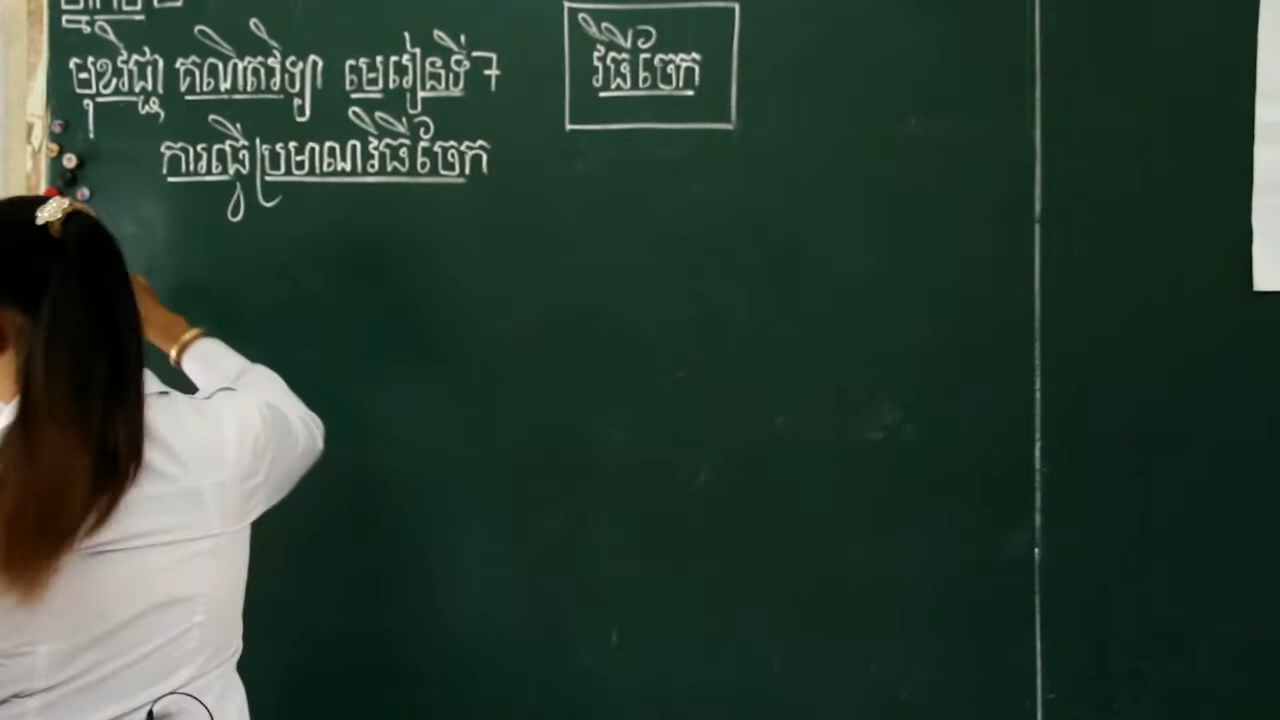 មុខវិជ្ជា គណិតវិទ្យា មេរៀនទី 7
វិធីចែក
ការធ្វើប្រមាណវិធីចែក